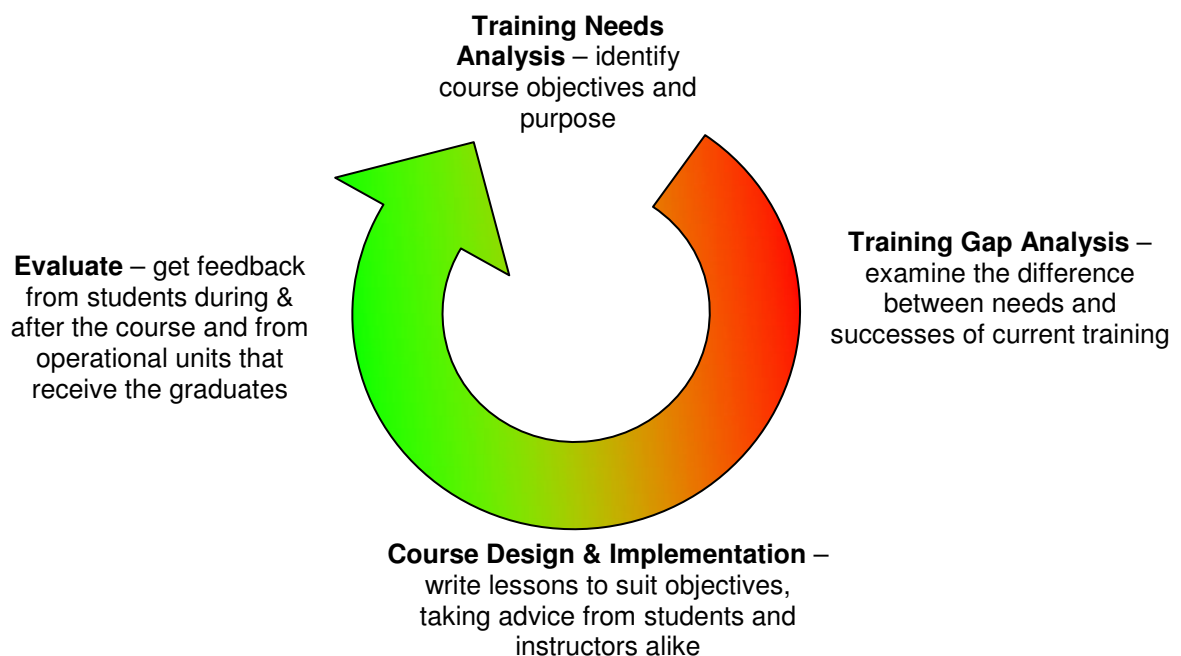 Training Needs
Analysis – identify
course objectives and
purpose
Training Gap Analysis –
examine the difference
between needs and
successes of current training
Course Design & Implementation –
write lessons to suit objectives,
taking advice from students and
instructors alike
Evaluate – get feedback
from students during &
after the course and from
operational units that
receive the graduates